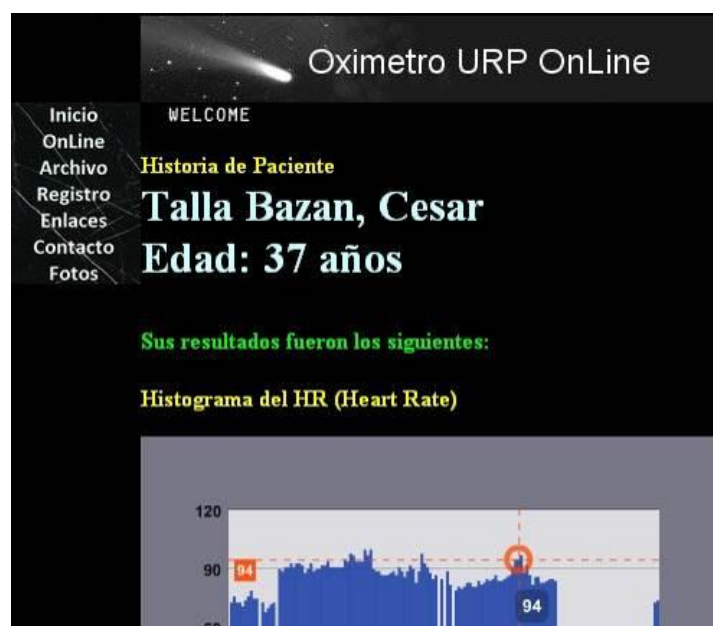 Oximetro URP OnLine
WELCOME
Inicio
OnLine
Archivo
Registro
Enlaces
Contacto
Fotos
Historia de Paciente
Talla Bazan, Cesar
Edad: 37 años
Sus resultados fueron los siguientes:
Histograma del HR (Heart Rate)
120
94
90
94